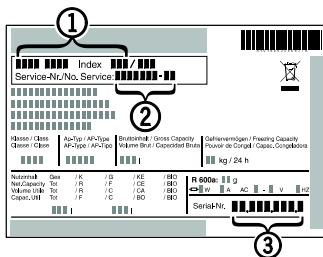 1
Index /
Service-Nr./No. Service: -
2
Klasse / Class
Classe / Clase
Ap-Typ / AP-Type
AP-Type / AP-Tipo
Bruttoinhalt / Gross Capacity
Volume Brut / Capacidad Bruta
Gefriervermögen / Freezing Capacity
Pouvoir de Congel / Capac. Congeladora
l
kg / 24 h
Nutzinhalt Ges / K / G / KE / BIO
Net.Capacity Tot / R / F / CE / BIO
Volume Utile Tot / R / C / CA / BIO
Capac. Util Tot / F / C / BO / BIO
l l
R 600a: g
W A AC - V HZ
Serial-Nr.
3